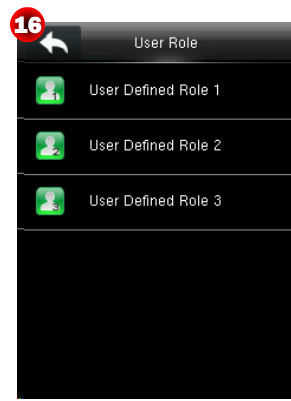 16
User Role
User Defined Role 1
User Defined Role 2
User Defined Role 3